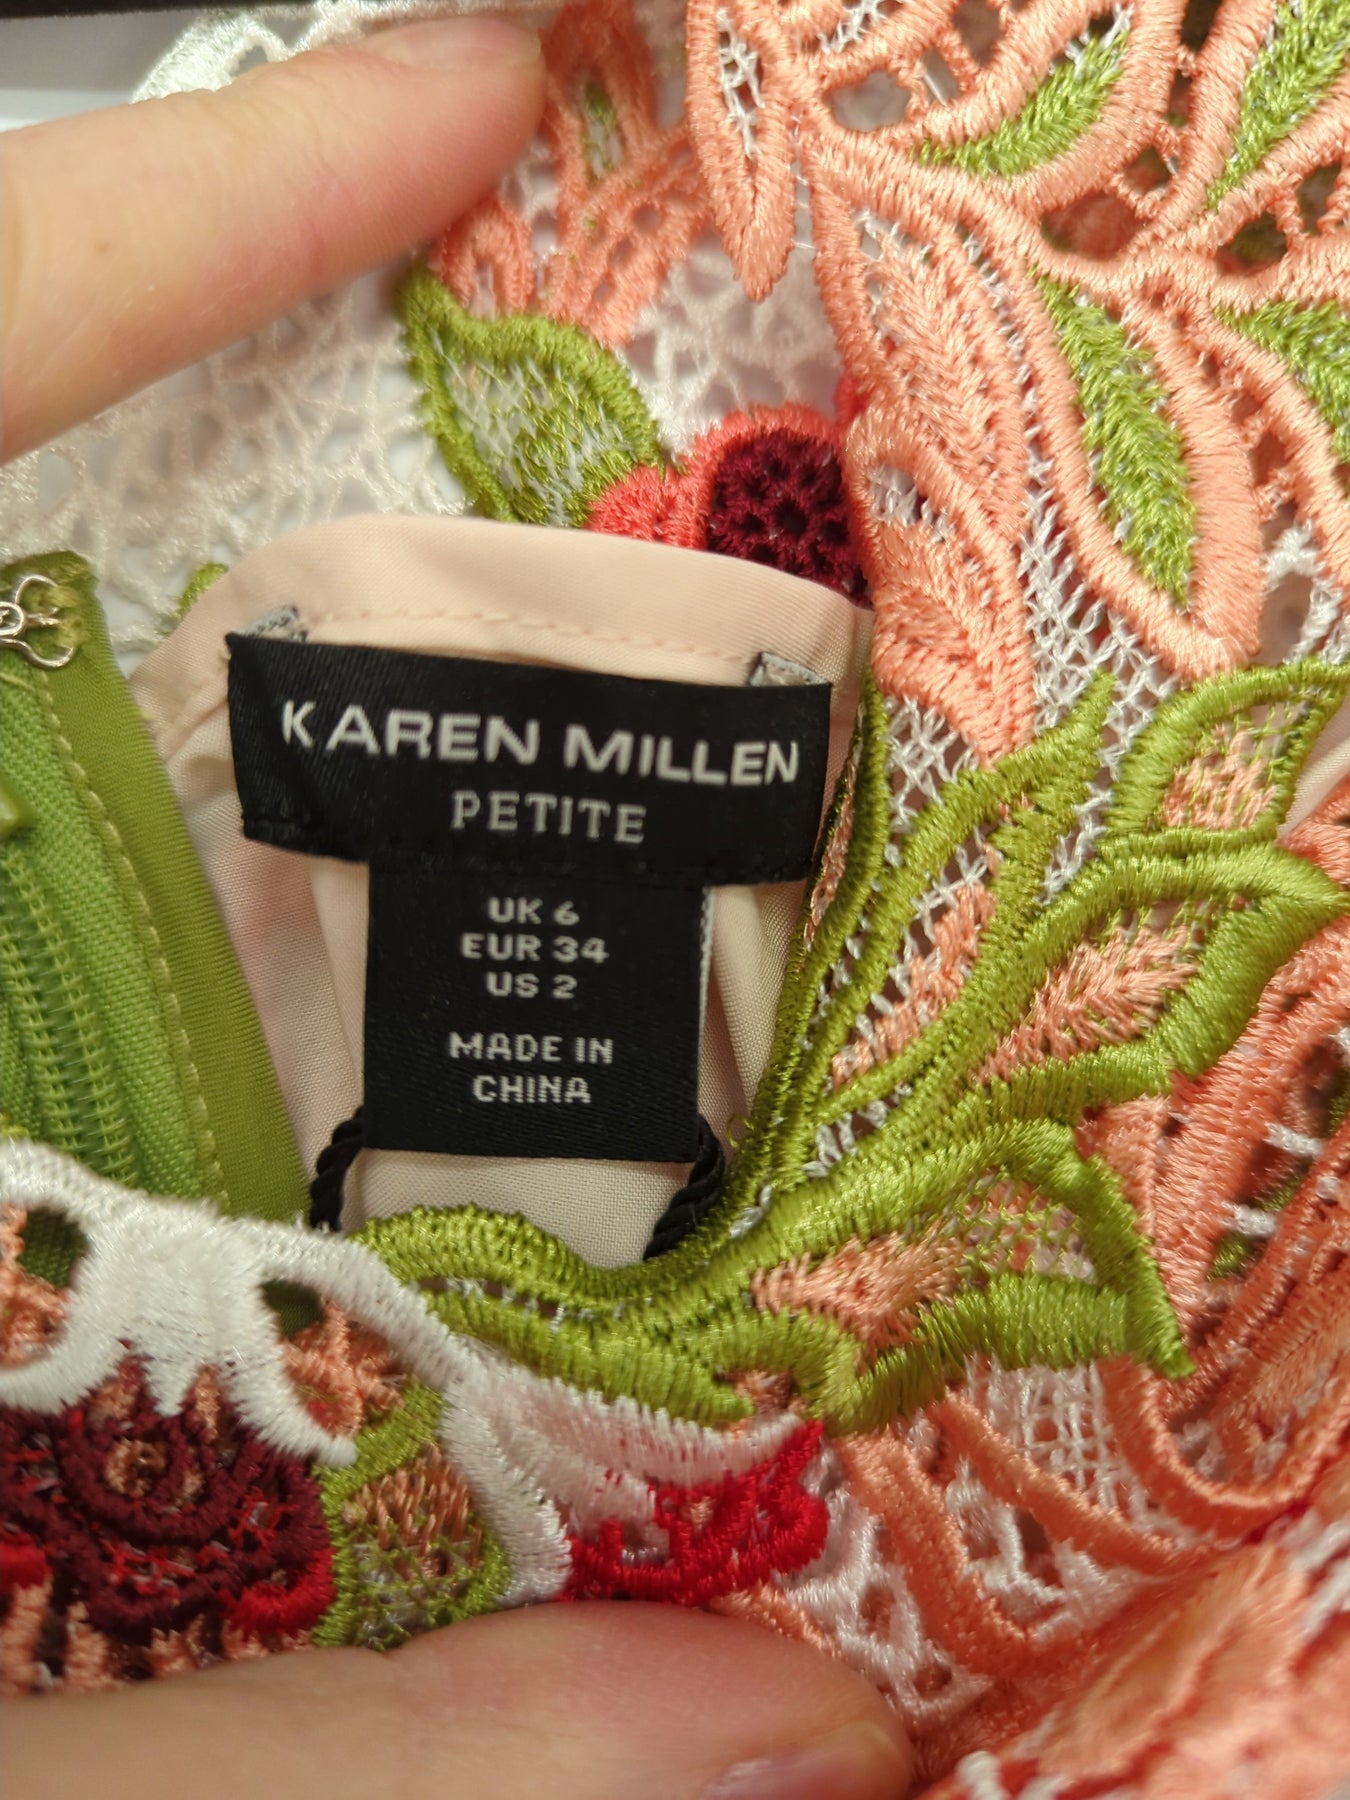 KAREN MILLEN
PETITE
UK 6
EUR 34
US 2
MADE IN
CHINA